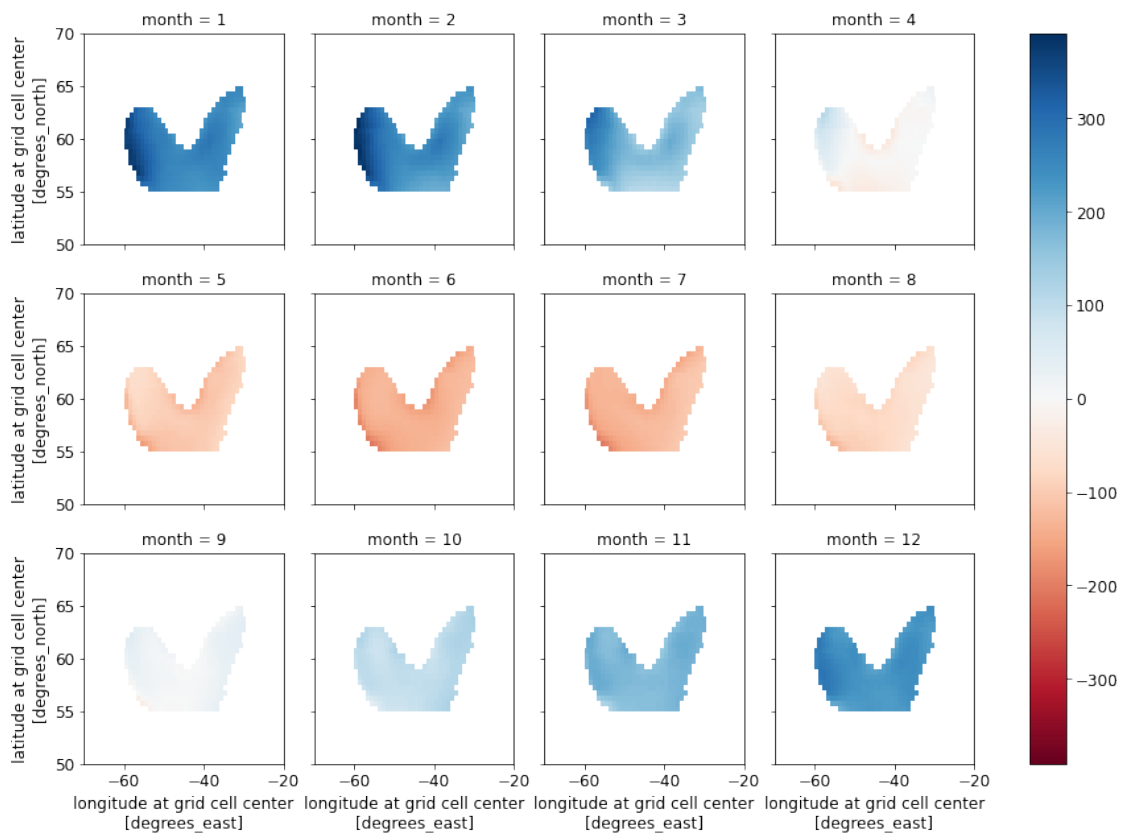 month = 1
month = 2
month = 3
month = 4
70
65
60
55
50
latitude at grid cell center
[degrees_north]
month = 5
month = 6
month = 7
month = 8
70
65
60
55
50
latitude at grid cell center
[degrees_north]
month = 9
month = 10
month = 11
month = 12
70
65
60
55
50
latitude at grid cell center
[degrees_north]
−60 −40 −20
−60 −40 −20
−60 −40 −20
−60 −40 −20
longitude at grid cell center
[degrees_east]
longitude at grid cell center
[degrees_east]
longitude at grid cell center
[degrees_east]
longitude at grid cell center
[degrees_east]
300
200
100
0
−100
−200
−300